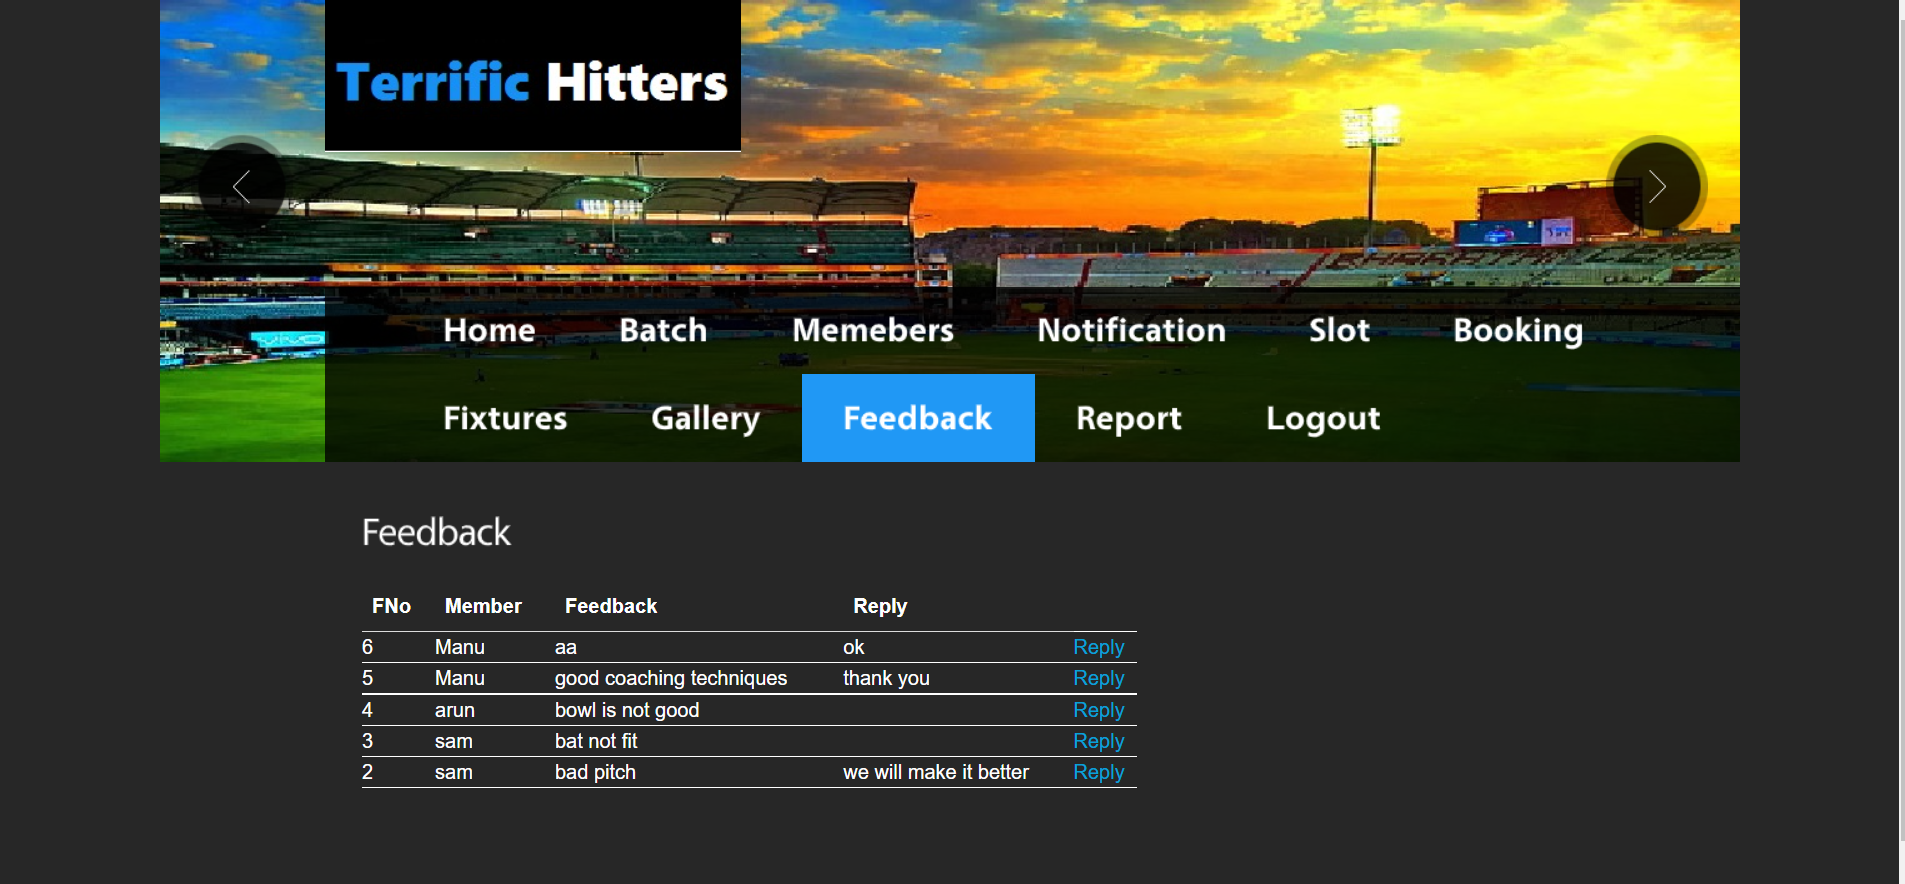 Terrific Hitters
vivo
Home Batch Memebers Notification Slot Booking
Fixtures Gallery Feedback Report Logout
Feedback
FNo Member Feedback Reply
6 Manu aa ok Reply
5 Manu good coaching techniques thank you Reply
4 arun bowl is not good Reply
3 sam bat not fit Reply
2 sam bad pitch we will make it better Reply